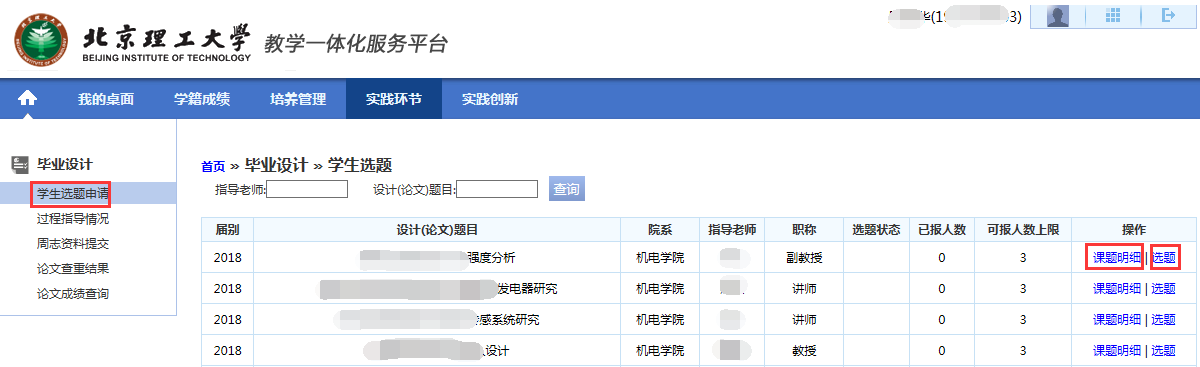 北京理工大学 教学一体化服务平台
BEIJING INSTITUTE OF TECHNOLOGY
华(19 03)
我的桌面 学籍成绩 培养管理 实践环节 实践创新
毕业设计
学生选题申请
过程指导情况
周志资料提交
论文查重结果
论文成绩查询
首页 » 毕业设计 » 学生选题
指导老师: 设计(论文)题目: 查询
届别 设计(论文)题目 院系 指导老师 职称 选题状态 已报人数 可报人数上限 操作
2018 强度分析 机电学院 副教授 0 3 课题明细 | 选题
2018 发电器研究 机电学院 讲师 0 3 课题明细 | 选题
2018 感系统研究 机电学院 讲师 0 3 课题明细 | 选题
2018 设计 机电学院 教授 0 3 课题明细 | 选题